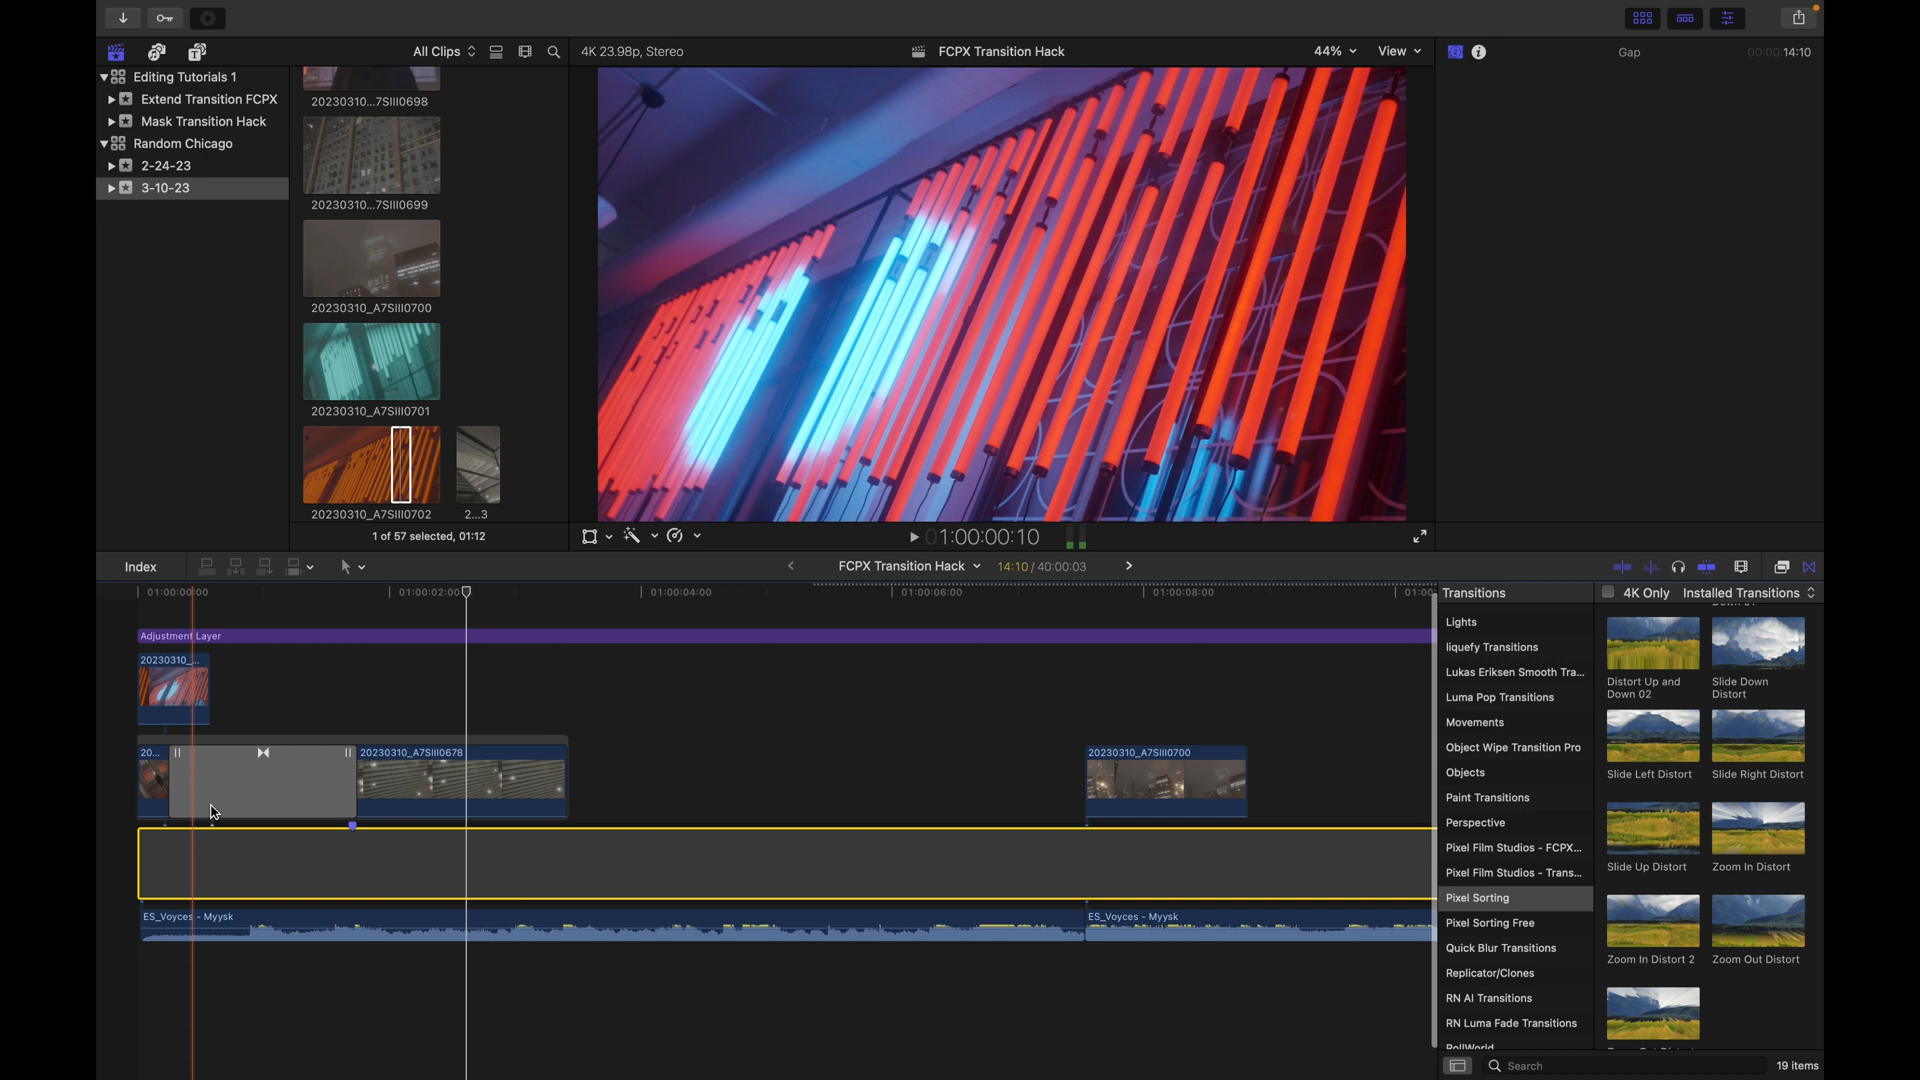 All Clips
4K 23.98p, Stereo
FCPX Transition Hack
44%
View
Gap
00:00:14:10
Editing Tutorials 1
Extend Transition FCPX
Mask Transition Hack
Random Chicago
2-24-23
3-10-23
20230310...7SIII0698
20230310...7SIII0699
20230310_A7SIII0700
20230310_A7SIII0701
20230310_A7SIII0702
2...3
1 of 57 selected, 01:12
01:00:00:10
Index
FCPX Transition Hack
14:10 / 40:00:03
01:00:00:00
01:00:02:00
01:00:04:00
01:00:06:00
01:00:08:00
01:00
Adjustment Layer
20230310_...
20...
20230310_A7SIII0678
20230310_A7SIII0700
ES_Voyces - Myysk
ES_Voyces - Myysk
Transitions
4K Only
Installed Transitions
Lights
liquefy Transitions
Lukas Eriksen Smooth Tra...
Luma Pop Transitions
Movements
Object Wipe Transition Pro
Objects
Paint Transitions
Perspective
Pixel Film Studios - FCPX...
Pixel Film Studios - Trans...
Pixel Sorting
Pixel Sorting Free
Quick Blur Transitions
Replicator/Clones
RN AI Transitions
RN Luma Fade Transitions
RollWorld
Distort Up and
Down 02
Slide Down
Distort
Slide Left Distort
Slide Right Distort
Slide Up Distort
Zoom In Distort
Zoom In Distort 2
Zoom Out Distort
Search
19 items